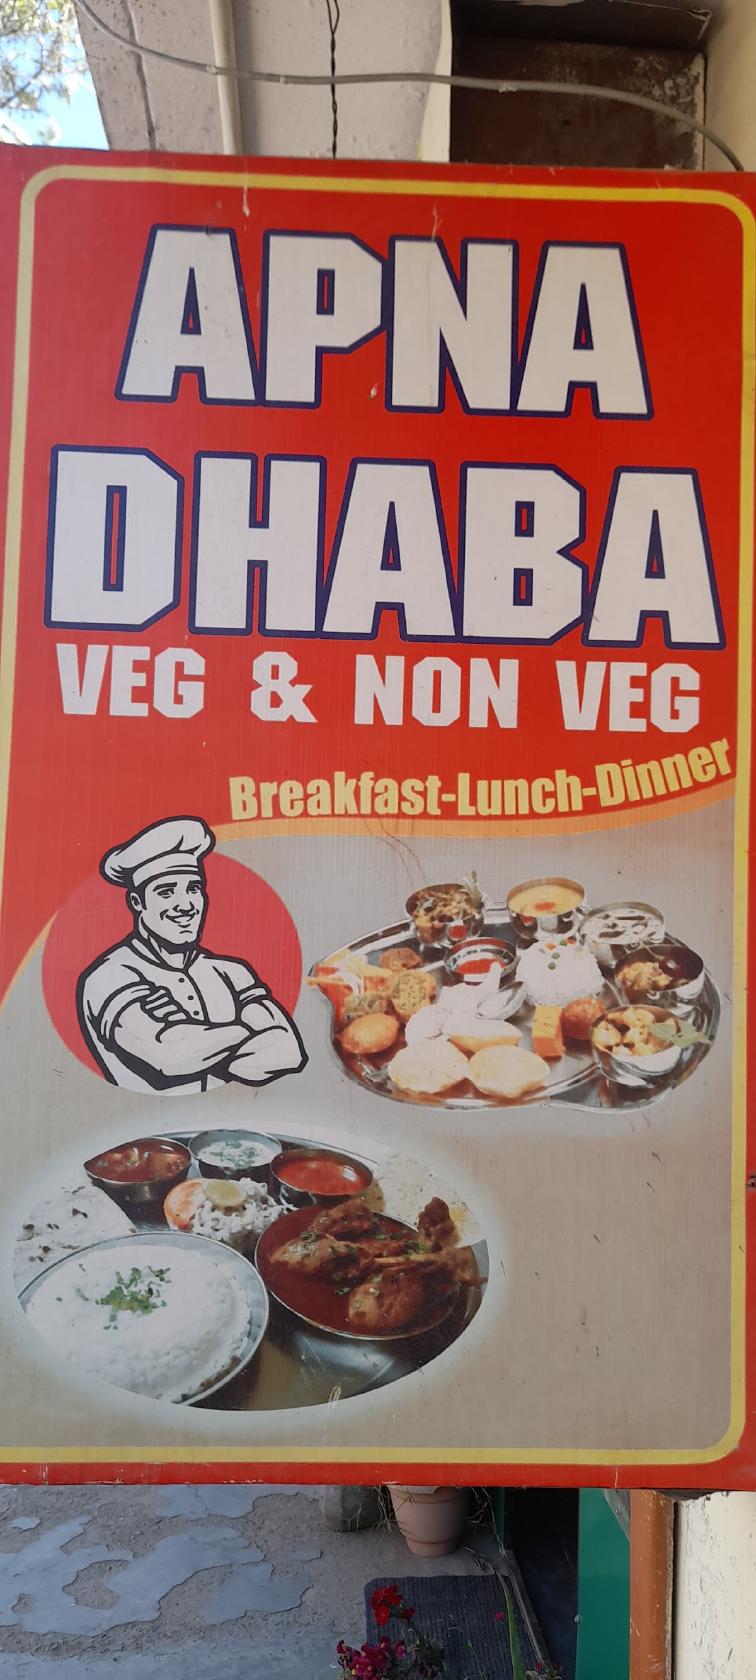 APNA
DHABA
VEG & NON VEG
Breakfast-Lunch-Dinner